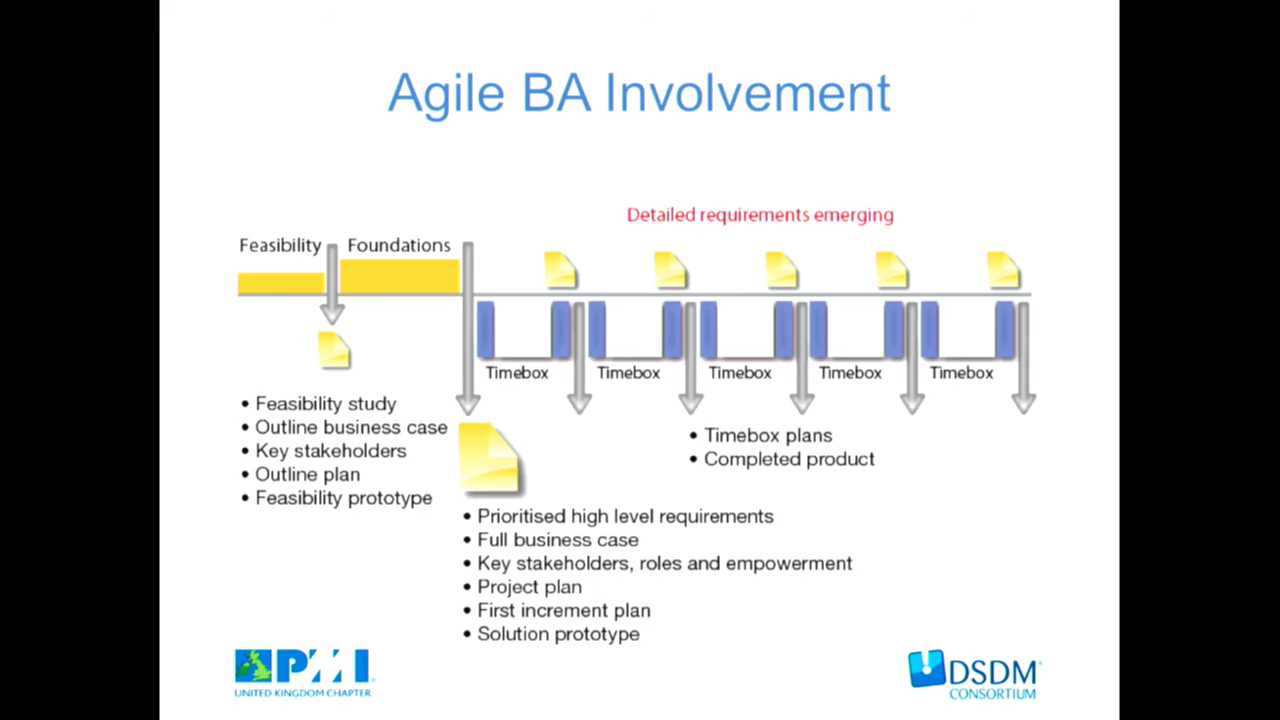 Agile BA Involvement
Detailed requirements emerging
Feasibility
Foundations
Timebox
Timebox
Timebox
Timebox
Timebox
• Feasibility study
• Outline business case
• Key stakeholders
• Outline plan
• Feasibility prototype
• Timebox plans
• Completed product
• Prioritised high level requirements
• Full business case
• Key stakeholders, roles and empowerment
• Project plan
• First increment plan
• Solution prototype
PMI
UNITED KINGDOM CHAPTER
DSDM
CONSORTIUM